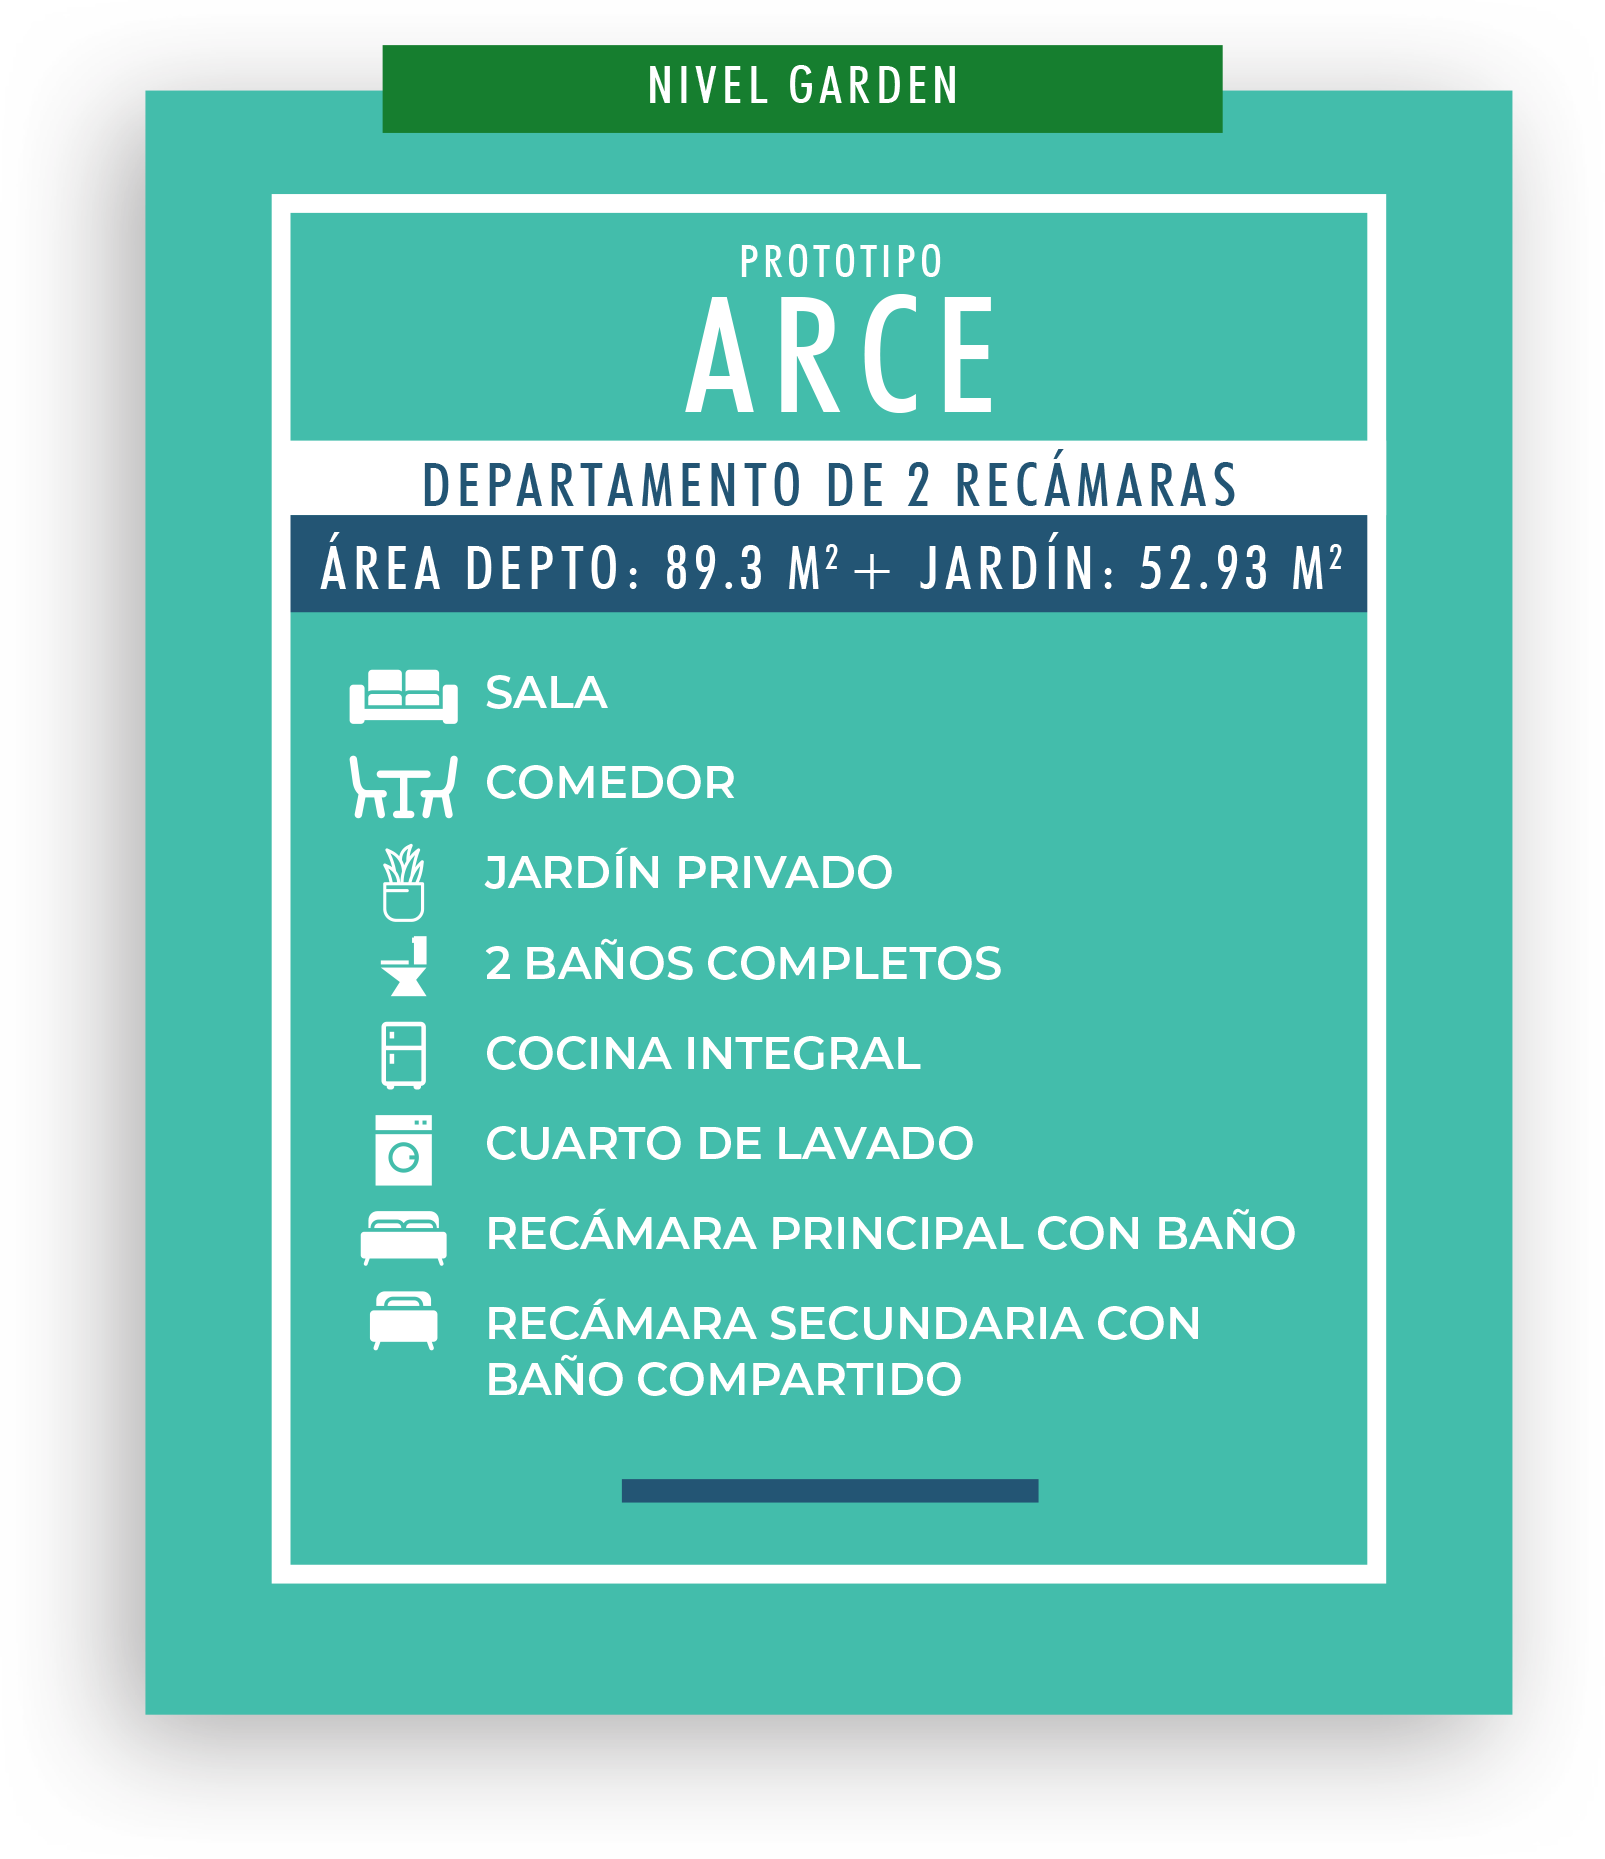 NIVEL GARDEN
PROTOTIPO
ARCE
DEPARTAMENTO DE 2 RECÁMARAS
ÁREA DEPTO: 89.3 M² + JARDÍN: 52.93 M²
SALA
COMEDOR
JARDÍN PRIVADO
2 BAÑOS COMPLETOS
COCINA INTEGRAL
CUARTO DE LAVADO
RECÁMARA PRINCIPAL CON BAÑO
RECÁMARA SECUNDARIA CON
BAÑO COMPARTIDO